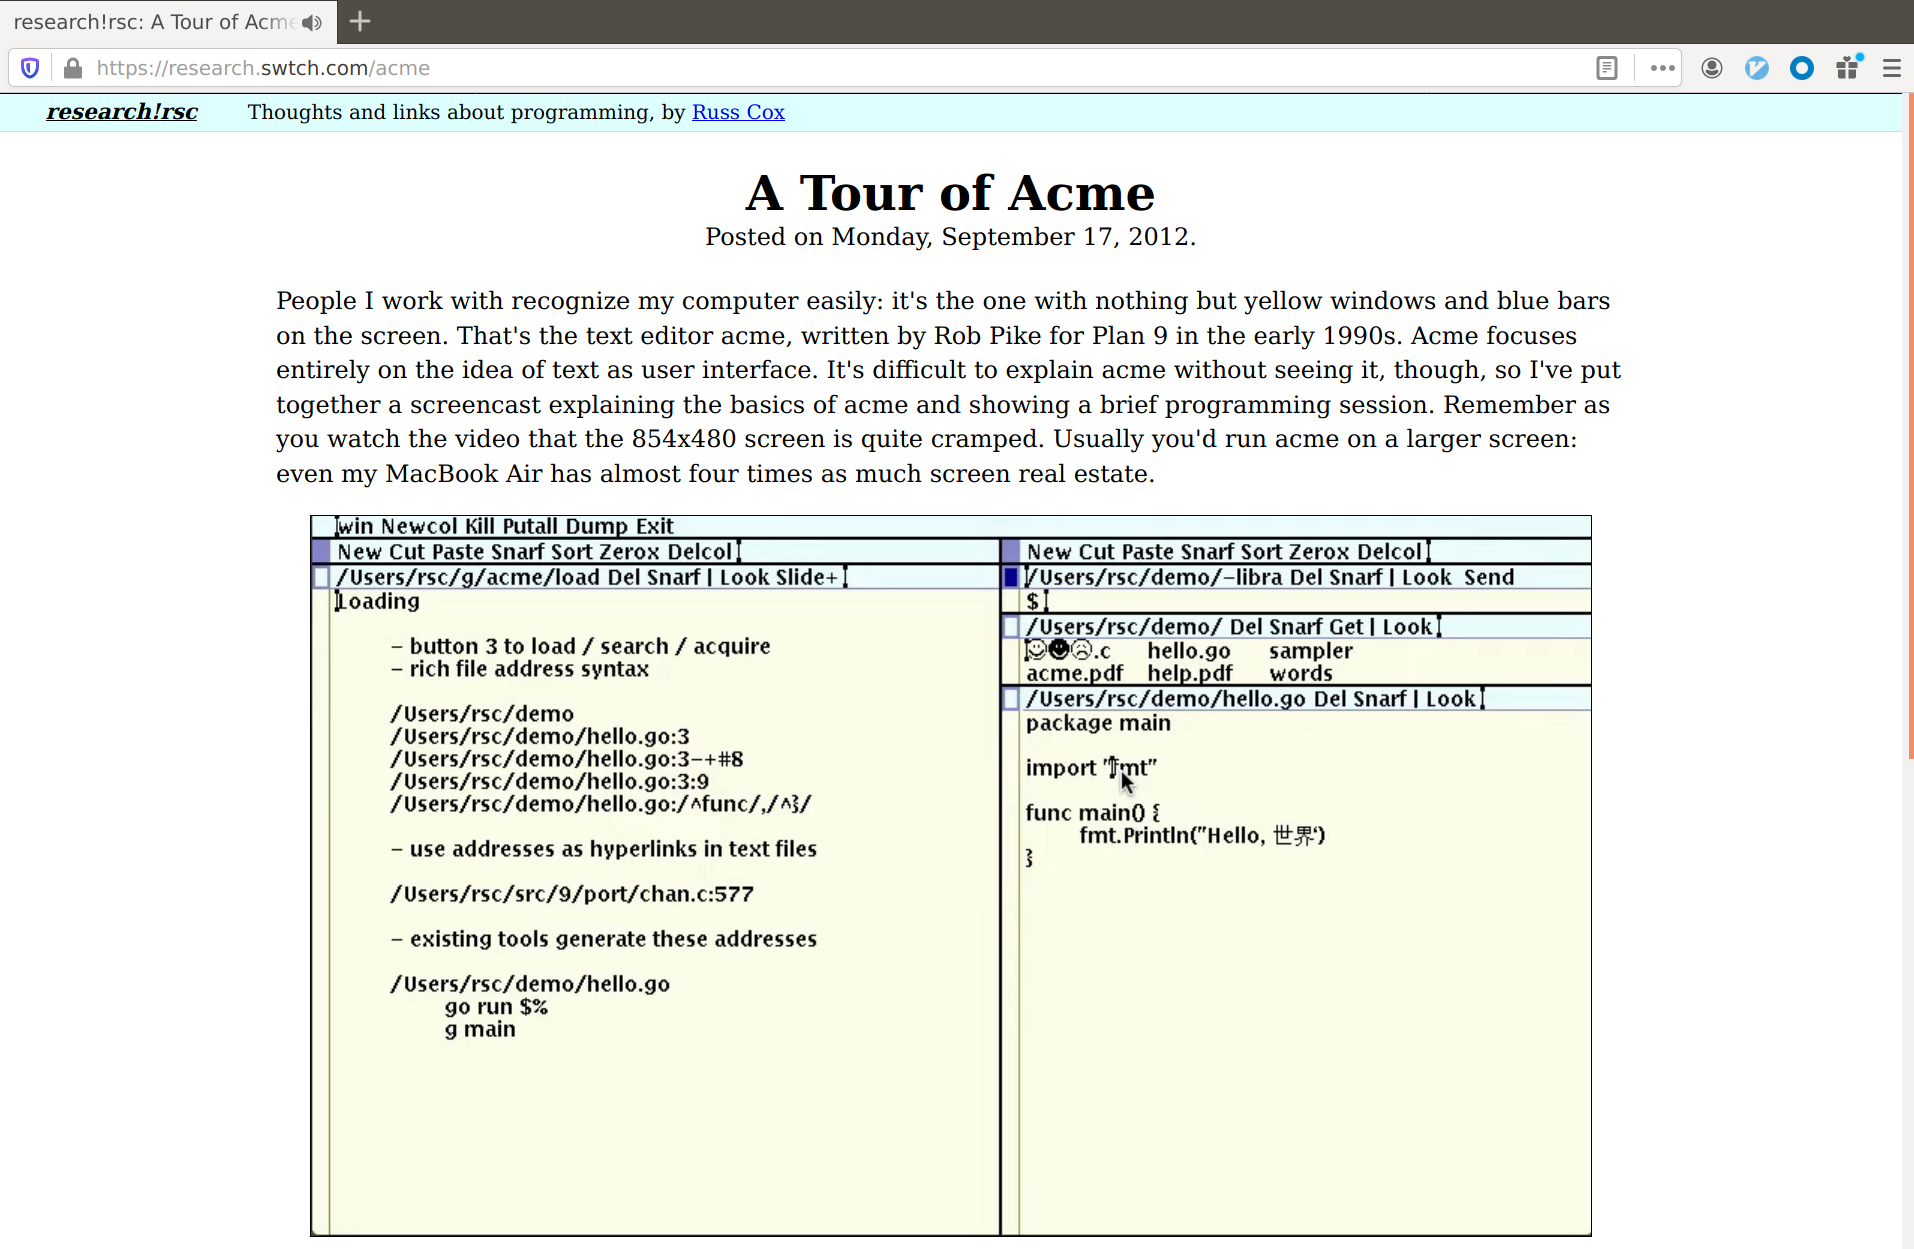 research!rsc: A Tour of Acme
https://research.swtch.com/acme
research!rsc Thoughts and links about programming, by Russ Cox
A Tour of Acme
Posted on Monday, September 17, 2012.
People I work with recognize my computer easily: it's the one with nothing but yellow windows and blue bars
on the screen. That's the text editor acme, written by Rob Pike for Plan 9 in the early 1990s. Acme focuses
entirely on the idea of text as user interface. It's difficult to explain acme without seeing it, though, so I've put
together a screencast explaining the basics of acme and showing a brief programming session. Remember as
you watch the video that the 854x480 screen is quite cramped. Usually you'd run acme on a larger screen:
even my MacBook Air has almost four times as much screen real estate.
win Newcol Kill Putall Dump Exit
New Cut Paste Snarf Sort Zerox Delcol
/Users/rsc/g/acme/load Del Snarf | Look Slide+
Loading
– button 3 to load / search / acquire
– rich file address syntax
/Users/rsc/demo
/Users/rsc/demo/hello.go:3
/Users/rsc/demo/hello.go:3-+#8
/Users/rsc/demo/hello.go:3:9
/Users/rsc/demo/hello.go:/^func/,/^}/
– use addresses as hyperlinks in text files
/Users/rsc/src/9/port/chan.c:577
– existing tools generate these addresses
/Users/rsc/demo/hello.go
go run $%
g main
New Cut Paste Snarf Sort Zerox Delcol
/Users/rsc/demo/-libra Del Snarf | Look Send
$
/Users/rsc/demo/ Del Snarf Get | Look
☺☻☹.c hello.go sampler
acme.pdf help.pdf words
/Users/rsc/demo/hello.go Del Snarf | Look
package main
import "fmt"
func main() {
fmt.Println("Hello, 世界")
}